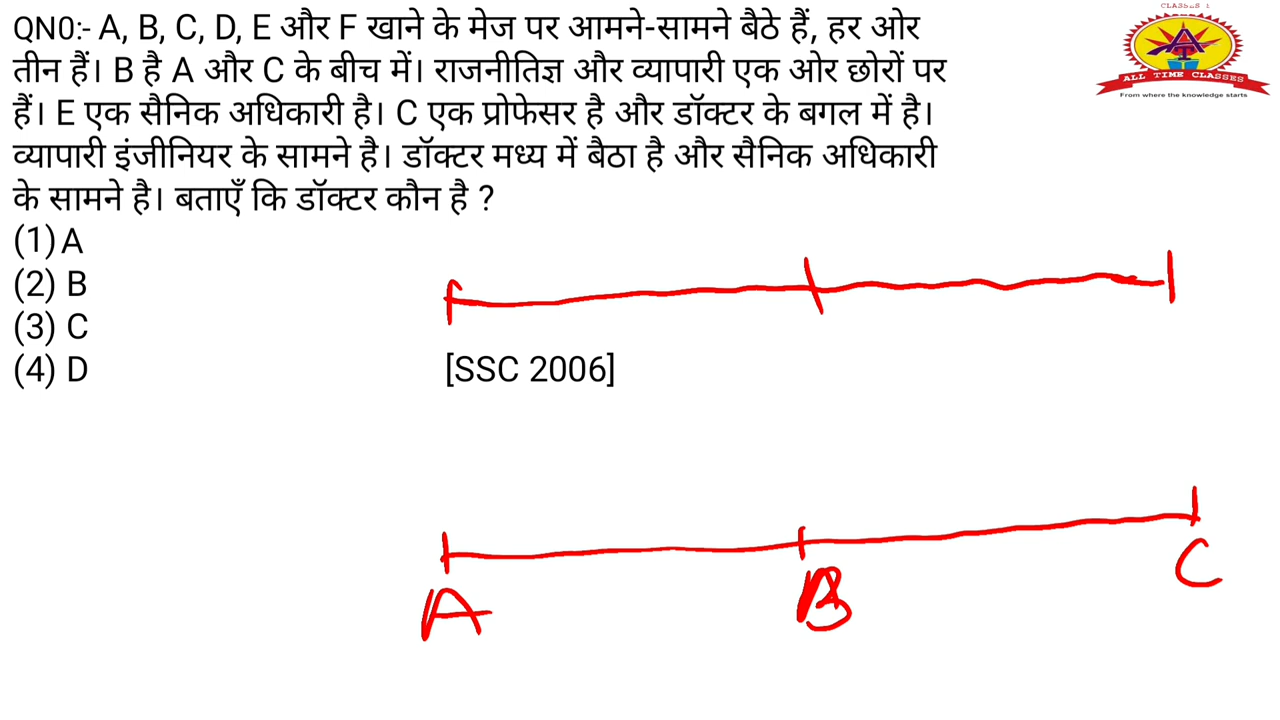 CLASSES 1
QN0:- A, B, C, D, E और F खाने के मेज पर आमने-सामने बैठे हैं, हर ओर
तीन हैं। B है A और C के बीच में। राजनीतिज्ञ और व्यापारी एक ओर छोरों पर
हैं। E एक सैनिक अधिकारी है। C एक प्रोफेसर है और डॉक्टर के बगल में है।
व्यापारी इंजीनियर के सामने है। डॉक्टर मध्य में बैठा है और सैनिक अधिकारी
के सामने है। बताएँ कि डॉक्टर कौन है ?
(1) A
(2) B
(3) C
(4) D
[SSC 2006]
A B C
A T
ALL TIME CLASSES
From where the knowledge starts